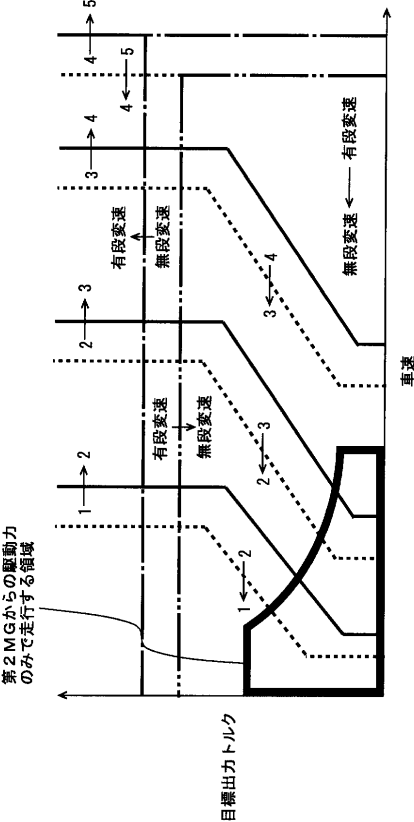 第２ＭＧからの駆動力
のみで走行する領域
目標出力トルク
1→2
2→3
3→4
4→5
1←2
2←3
3←4
4←5
有段変速
↓
無段変速
有段変速
↑
無段変速
無段変速←有段変速
車速